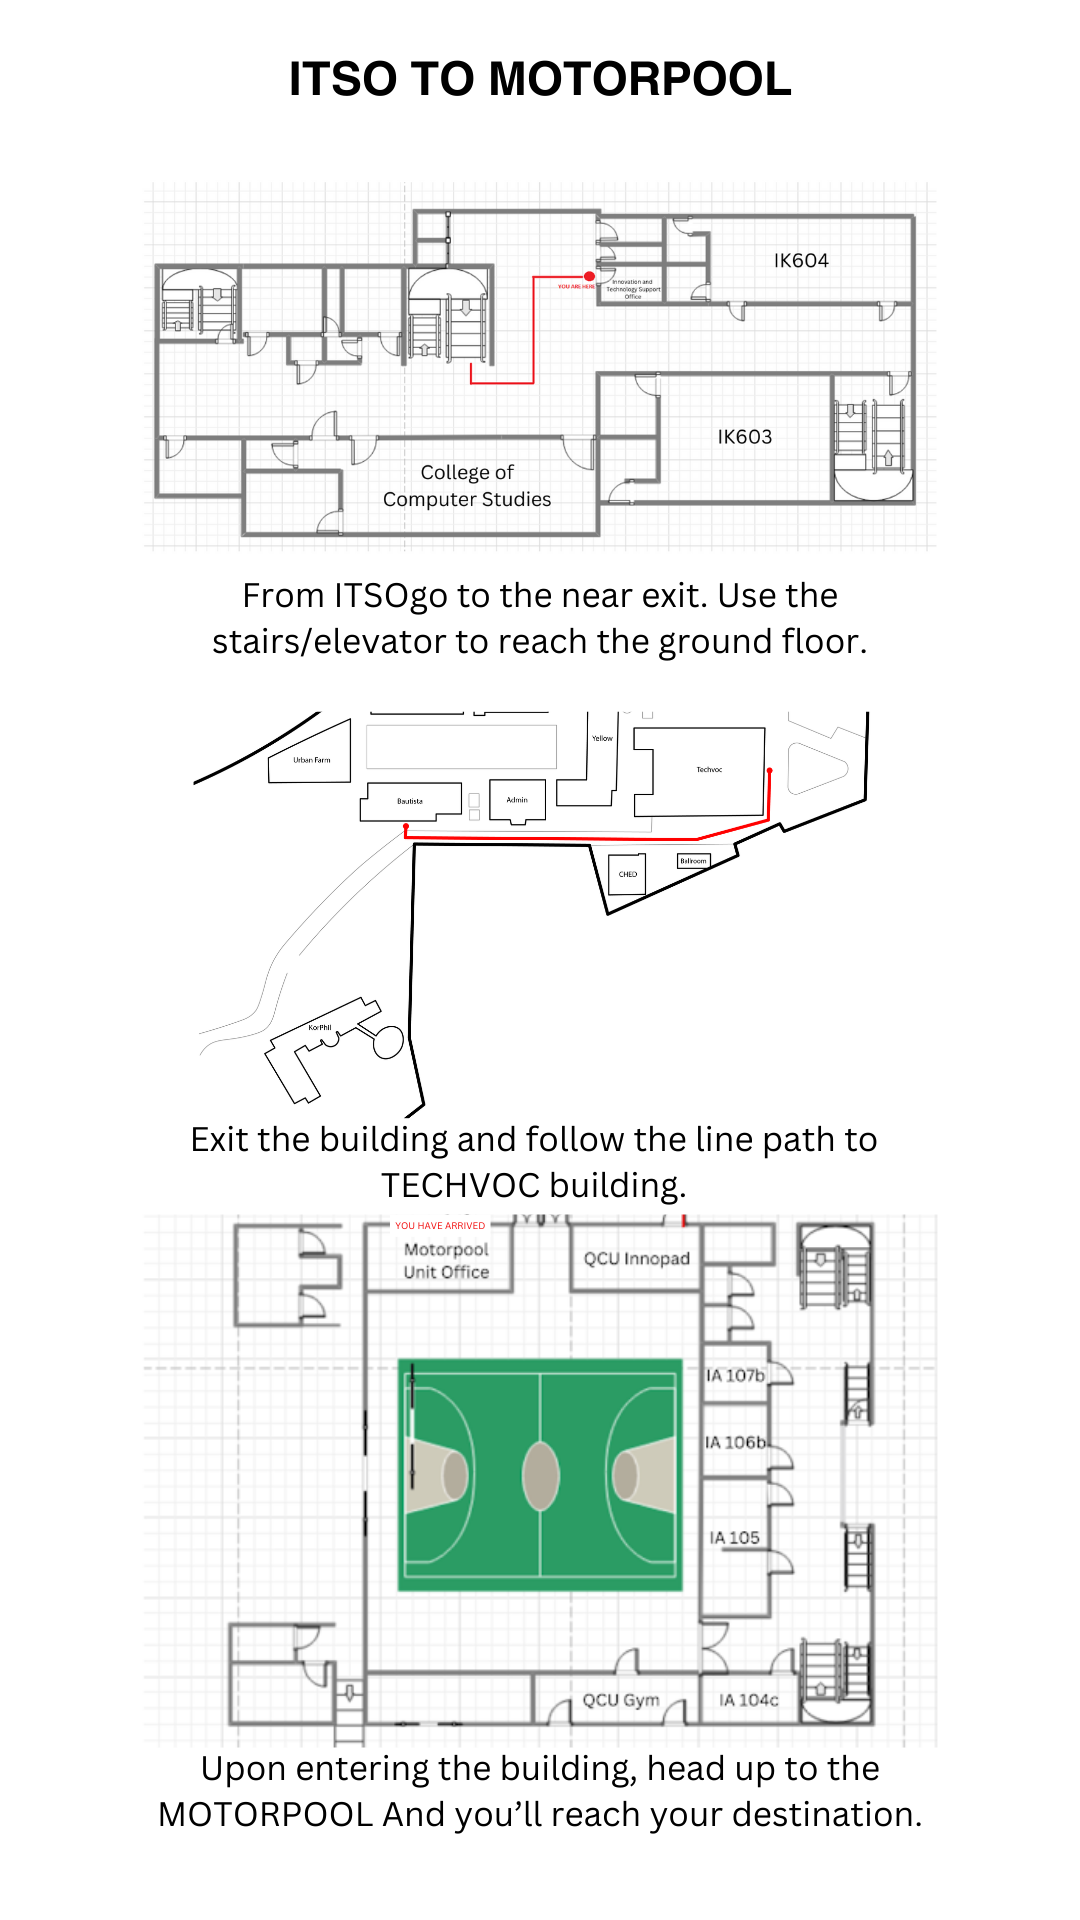 ITSO TO MOTORPOOL
IK604
YOU ARE HERE
Innovation and
Technology Support
Office
IK603
College of
Computer Studies
From ITSOgo to the near exit. Use the
stairs/elevator to reach the ground floor.
Urban Farm
Yellow
Techvoc
Bautista
Admin
CHED
Ballroom
KorPhil
Exit the building and follow the line path to
TECHVOC building.
YOU HAVE ARRIVED
Motorpool
Unit Office
QCU Innopad
IA 107b
IA 106b
IA 105
QCU Gym
IA 104c
Upon entering the building, head up to the
MOTORPOOL And you’ll reach your destination.